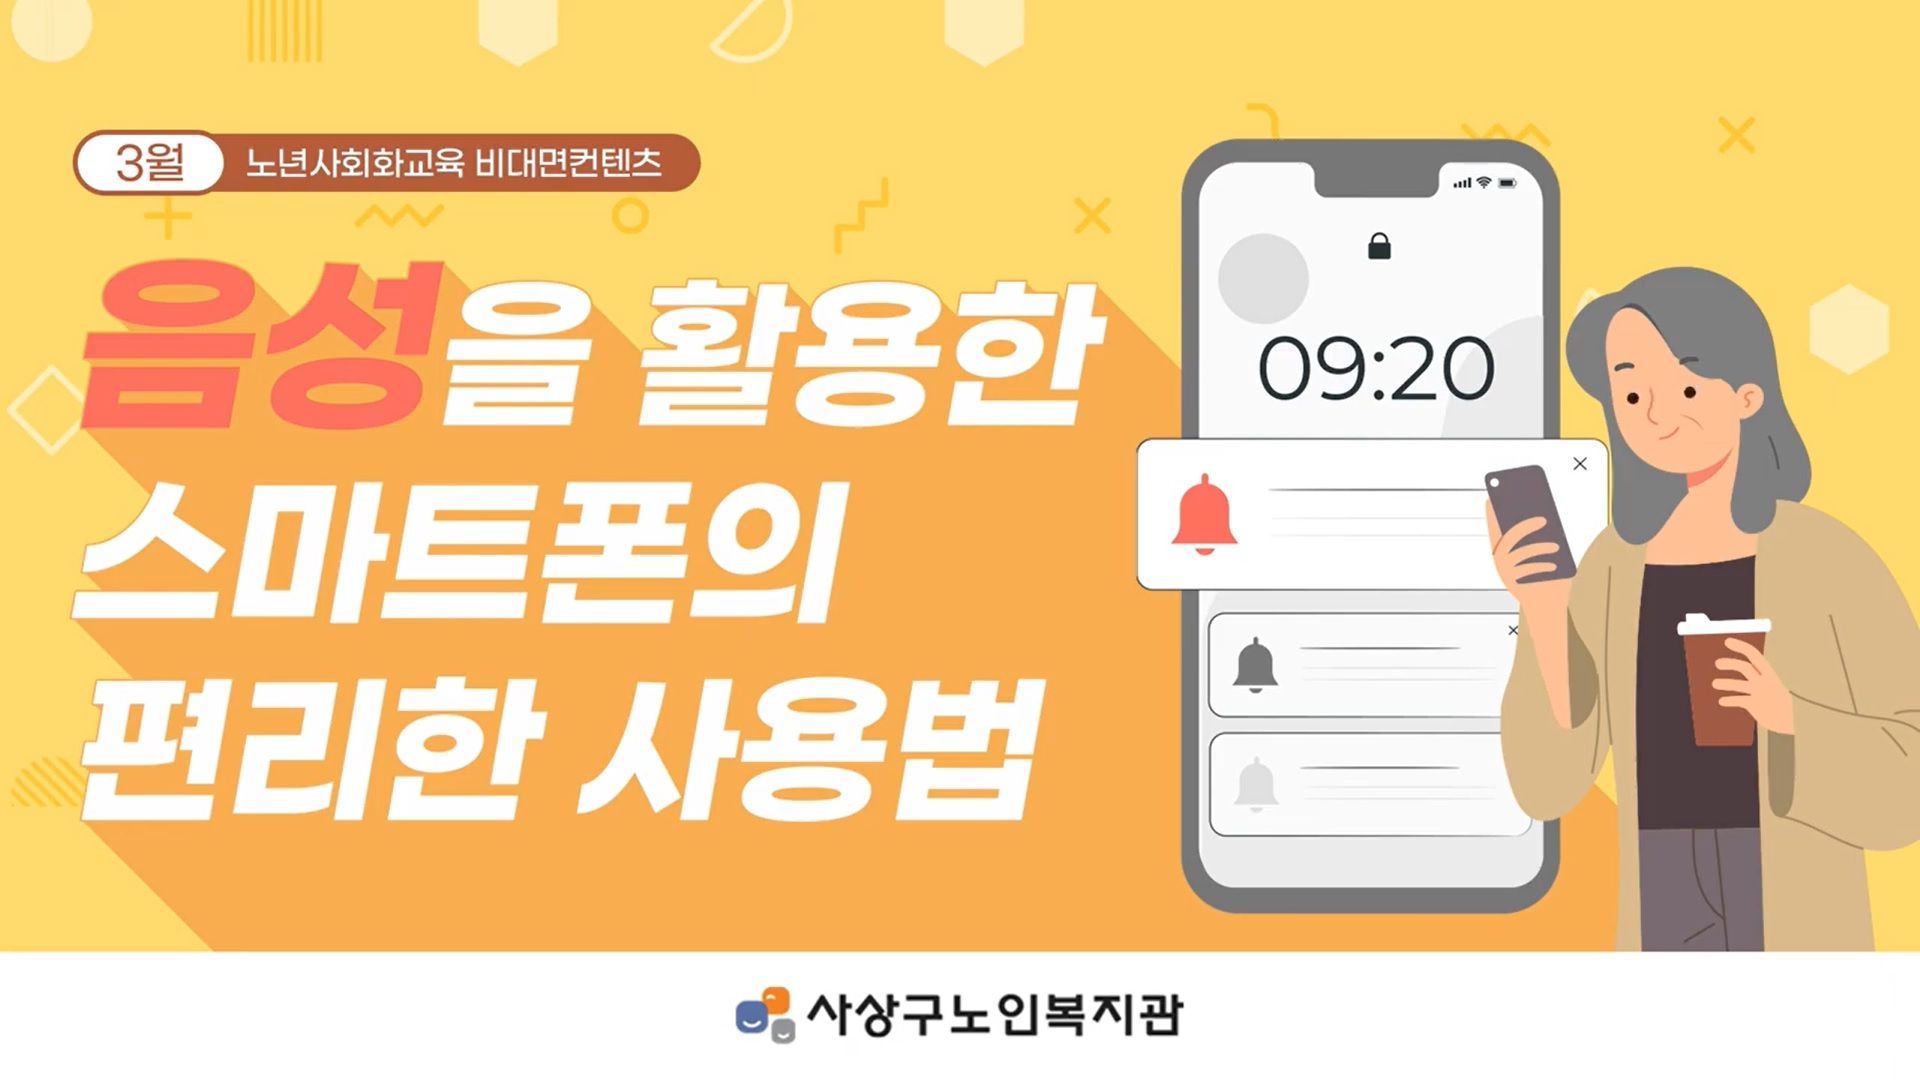 3월 노년사회화교육 비대면컨텐츠
음성을 활용한
스마트폰의
편리한 사용법
09:20
사상구노인복지관